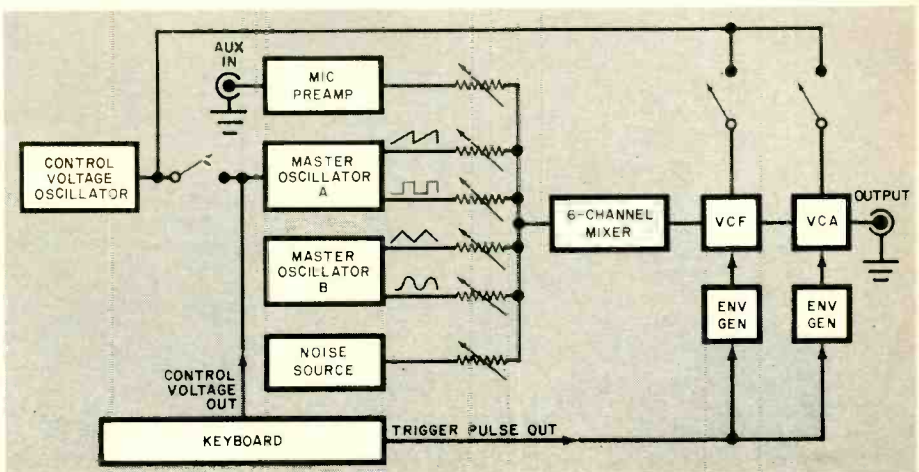 AUX
IN
MIC
PREAMP
CONTROL
VOLTAGE
OSCILLATOR
MASTER
OSCILLATOR
A
MASTER
OSCILLATOR
B
NOISE
SOURCE
6-CHANNEL
MIXER
VCF
VCA
OUTPUT
ENV
GEN
ENV
GEN
CONTROL
VOLTAGE
OUT
KEYBOARD
TRIGGER PULSE OUT